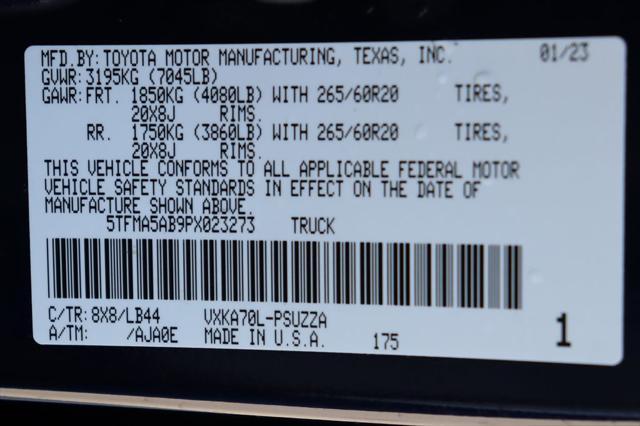 MFD.BY: TOYOTA MOTOR MANUFACTURING, TEXAS, INC. 01/23
GVWR: 3195KG (7045LB)
GAWR: FRT. 1850KG (4080LB) WITH 265/60R20 TIRES,
20X8J RIMS.
RR. 1750KG (3860LB) WITH 265/60R20 TIRES,
20X8J RIMS.
THIS VEHICLE CONFORMS TO ALL APPLICABLE FEDERAL MOTOR
VEHICLE SAFETY STANDARDS IN EFFECT ON THE DATE OF
MANUFACTURE SHOWN ABOVE.
5TFMA5AB9PX023273 TRUCK
C/TR: 8X8/LB44 VXKA70L-PSUZZA
A/TM: /AJA0E MADE IN U.S.A. 175 1